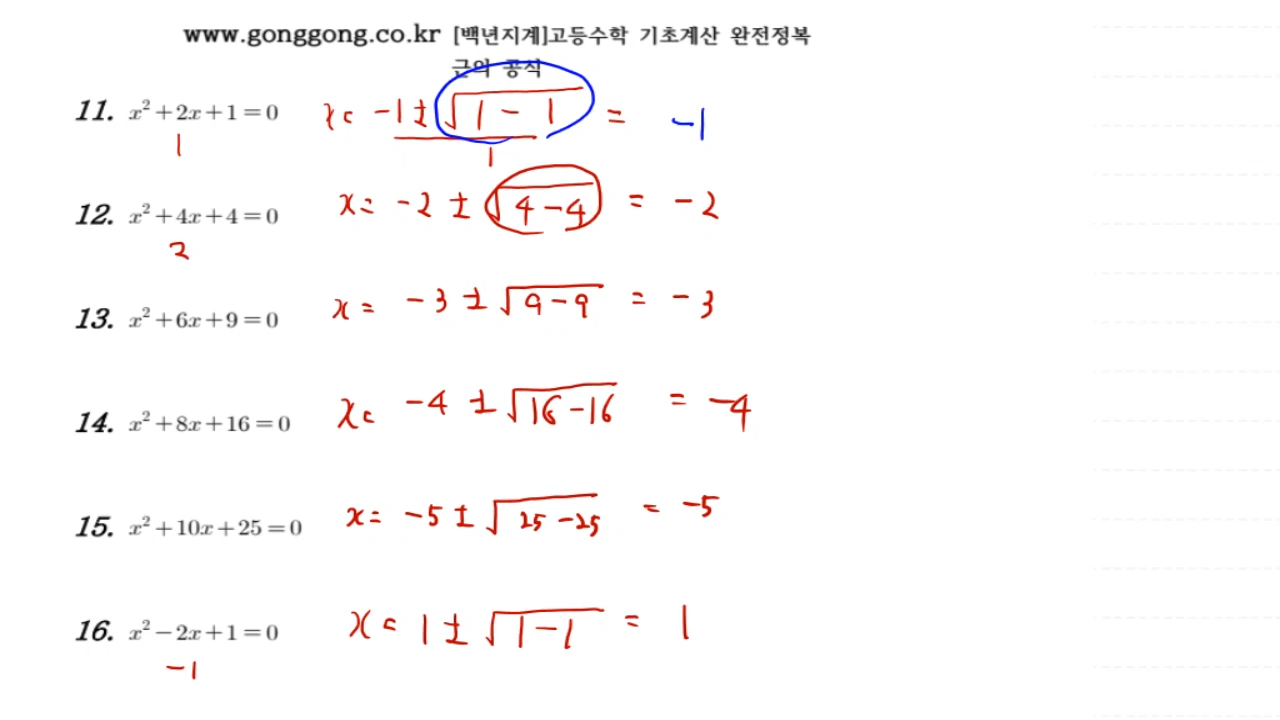 www.gonggong.co.kr [백년지계]고등수학 기초계산 완전정복
근의 공식
11. x²+2x+1=0 x= -1±√(1-1) = -1
1 1
12. x²+4x+4=0 x= -2 ±√(4-4) = -2
2
13. x²+6x+9=0 x= -3 ±√(9-9) = -3
14. x²+8x+16=0 x= -4 ±√(16-16) = -4
15. x²+10x+25=0 x= -5 ±√(25-25) = -5
16. x²-2x+1=0 x= 1 ±√(1-1) = 1
-1